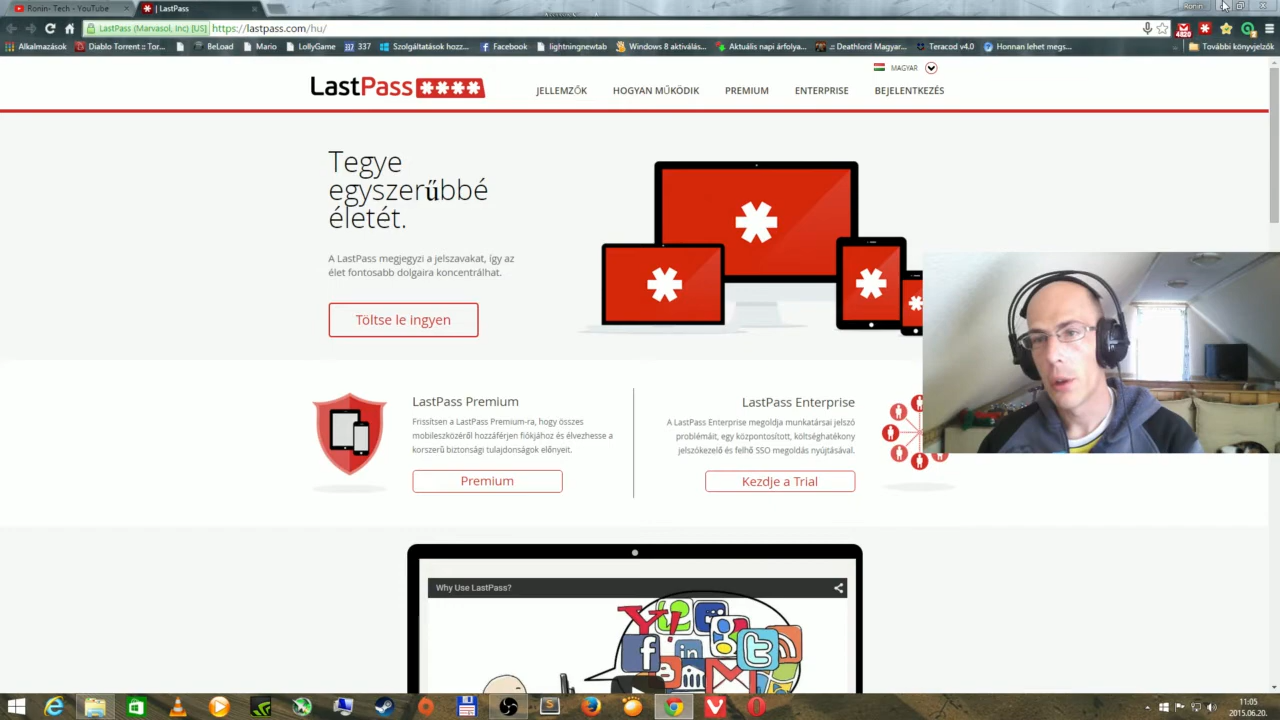 Ronin- Tech - YouTube
LastPass
Ronin
LastPass (Marvasol, Inc) [US]
https://lastpass.com/hu/
4820
Alkalmazások
Diablo Torrent :: Tor...
BeLoad
Mario
LollyGame
337
Szolgáltatások hozz...
Facebook
lightningnewtab
Windows 8 aktiválás...
Aktuális napi árfolya...
:: Deathlord Magyar...
Teracod v4.0
Honnan lehet megs...
További könyvjelzők
MAGYAR
LastPass ****
JELLEMZŐK
HOGYAN MŰKÖDIK
PREMIUM
ENTERPRISE
BEJELENTKEZÉS
Tegye
egyszerűbbé
életét.
A LastPass megjegyzi a jelszavakat, így az
élet fontosabb dolgaira koncentrálhat.
Töltse le ingyen
LastPass Premium
Frissítsen a LastPass Premium-ra, hogy összes
mobileszközéről hozzáférjen fiókjához és élvezhesse a
korszerű biztonsági tulajdonságok előnyeit.
Premium
LastPass Enterprise
A LastPass Enterprise megoldja munkatársai jelszó
problémáit, egy központosított, költséghatékony
jelszókezelő és felhő SSO megoldás nyújtásával.
Kezdje a Trial
Why Use LastPass?
11:05
2015.06.20.